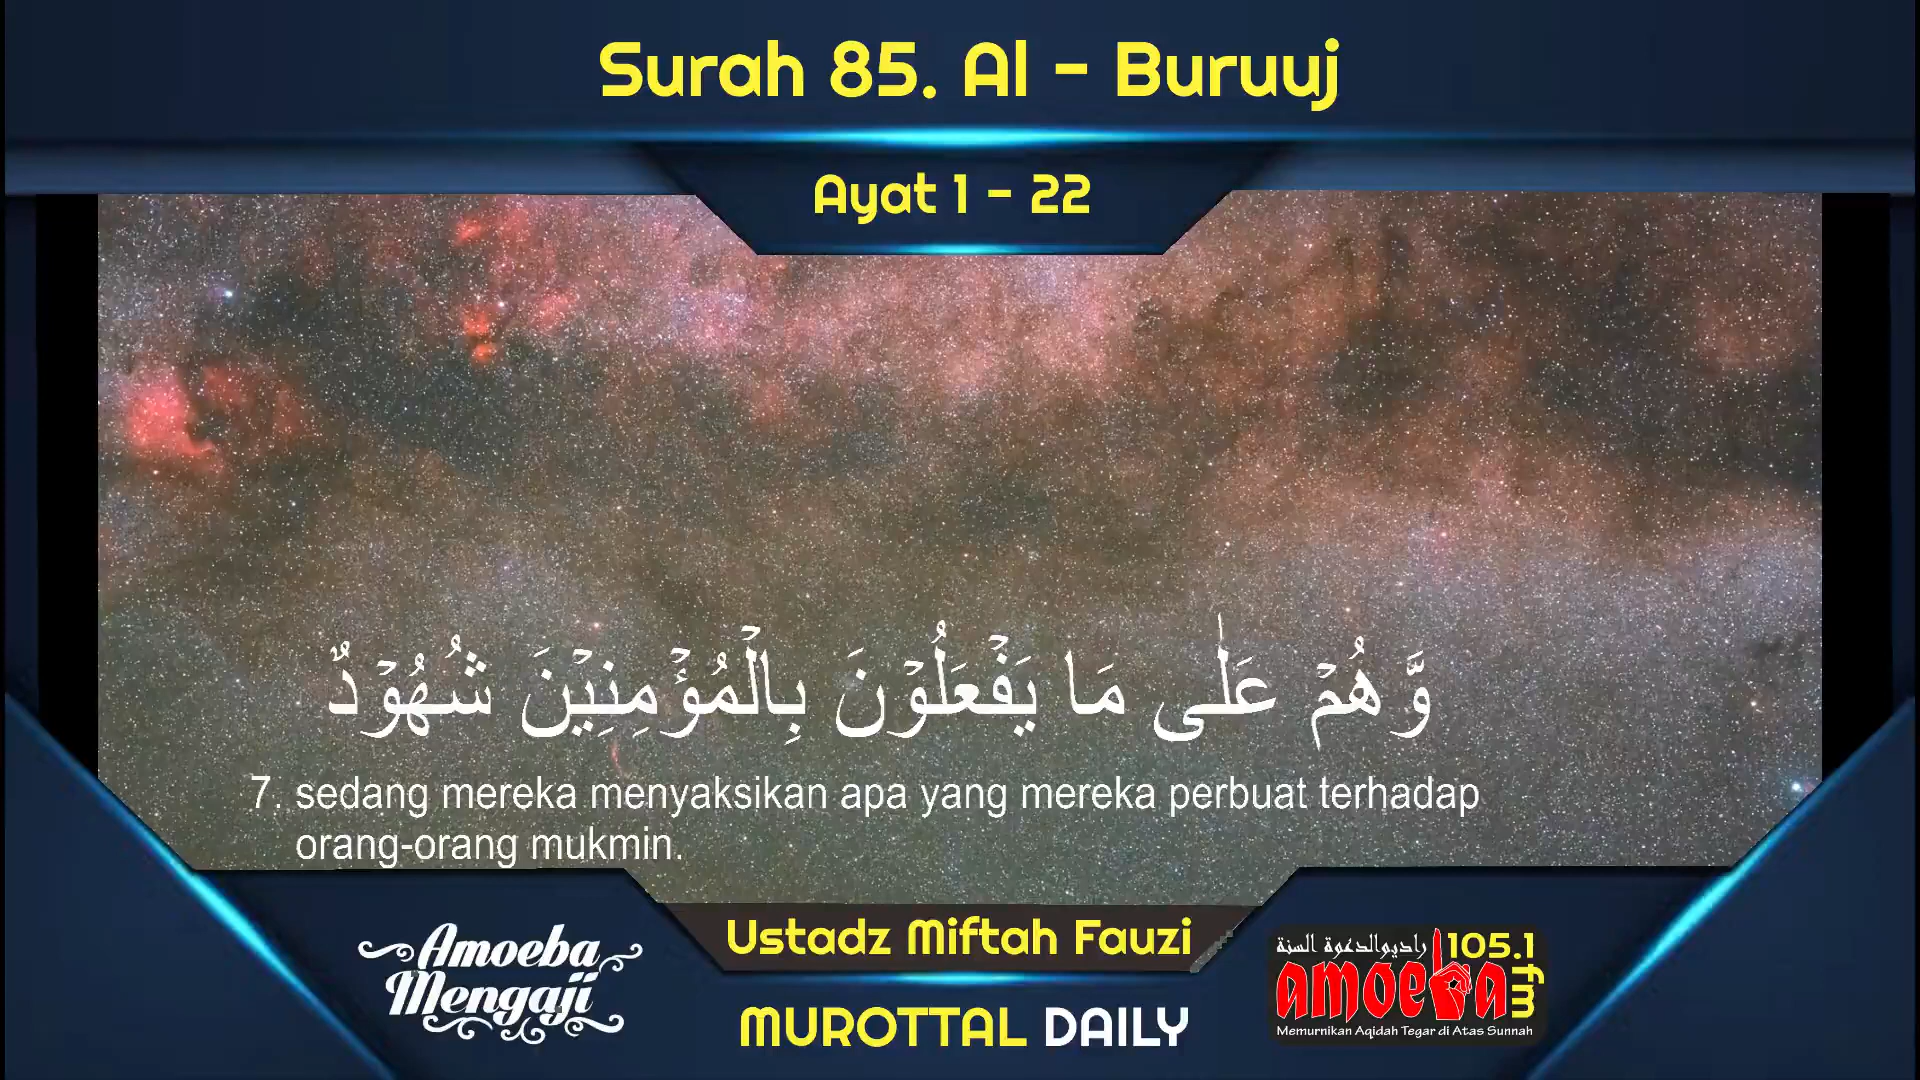 Surah 85. Al - Buruuj
Ayat 1 - 22
وَّهُمْ عَلٰى مَا يَفْعَلُوْنَ بِالْمُؤْمِنِيْنَ شُهُوْدٌ
7. sedang mereka menyaksikan apa yang mereka perbuat terhadap
orang-orang mukmin.
Amoeba
Mengaji
Ustadz Miftah Fauzi
MUROTTAL DAILY
راديو الدعوة السنة
105.1
amoeba
fm
Memurnikan Aqidah Tegar di Atas Sunnah